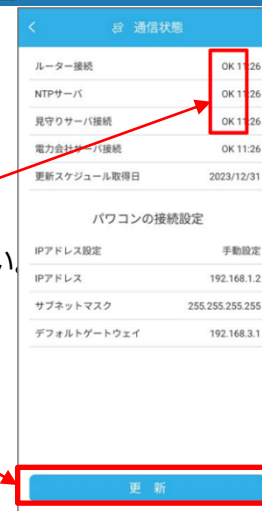 通信状態
ルーター接続 OK 11:26
NTPサーバ OK 11:26
見守りサーバ接続 OK 11:26
電力会社サーバ接続 OK 11:26
更新スケジュール取得日 2023/12/31
パワコンの接続設定
い。
IPアドレス設定 手動設定
IPアドレス 192.168.1.2
サブネットマスク 255.255.255.255
デフォルトゲートウェイ 192.168.3.1
更 新